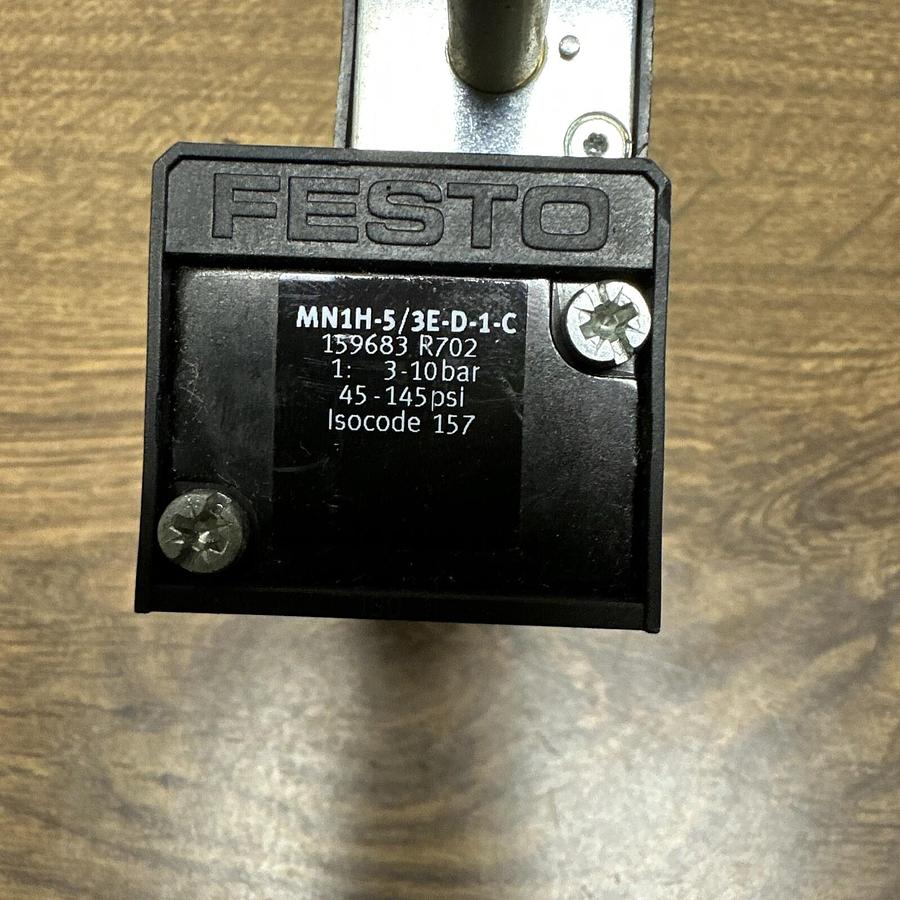 FESTO
MN1H-5/3E-D-1-C
159683 R702
1: 3-10bar
45-145psi
Isocode 157